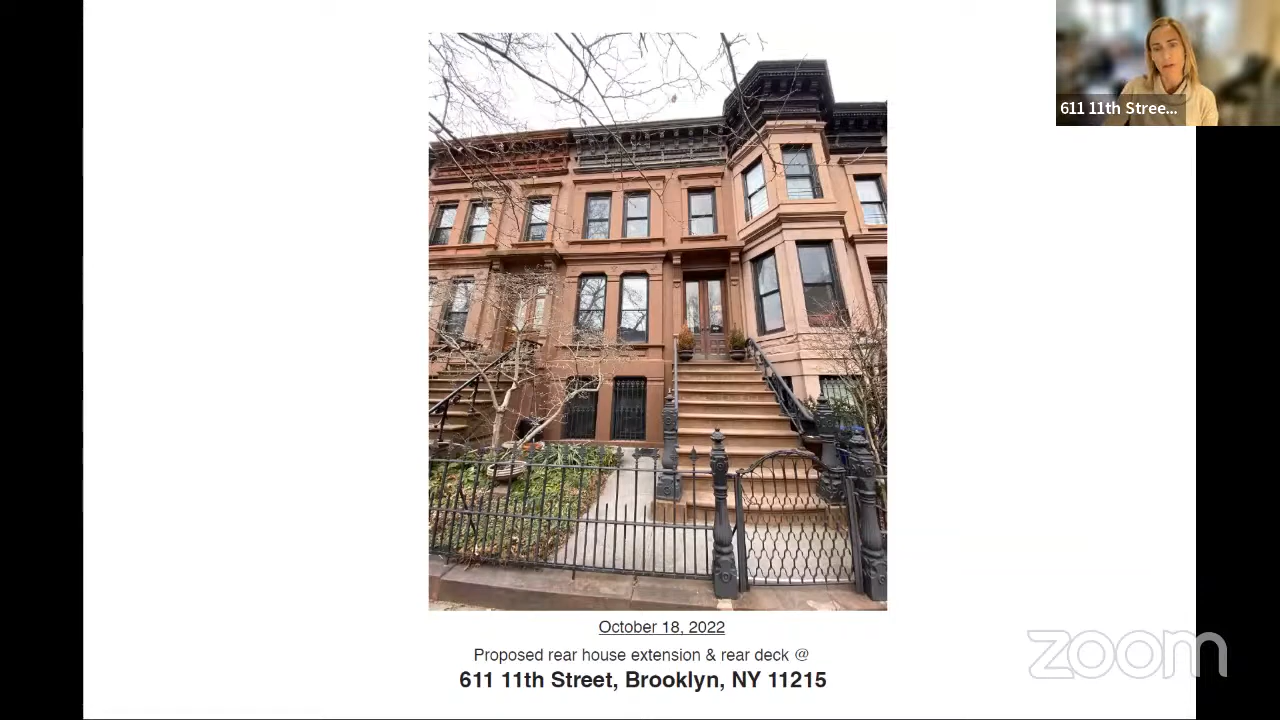 611 11th Stree...
October 18, 2022
Proposed rear house extension & rear deck @
611 11th Street, Brooklyn, NY 11215
zoom